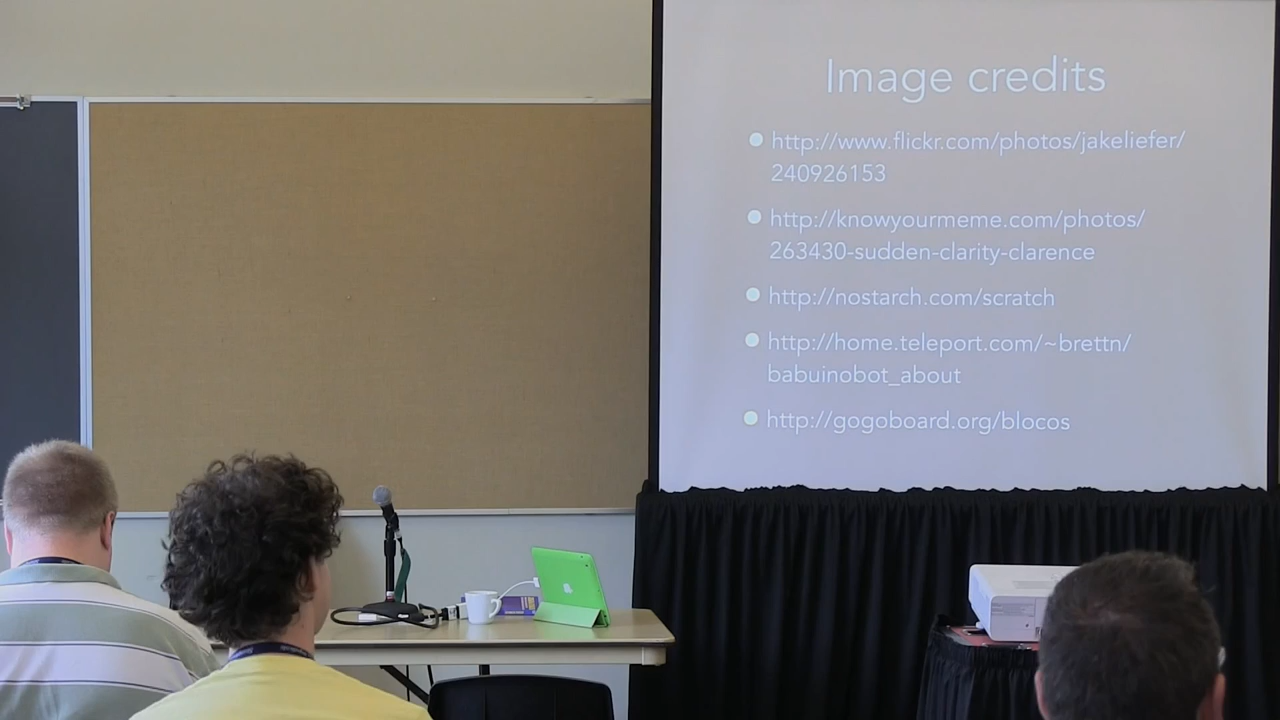 Image credits
http://www.flickr.com/photos/jakeliefer/
240926153
http://knowyourmeme.com/photos/
263430-sudden-clarity-clarence
http://nostarch.com/scratch
http://home.teleport.com/~brettn/
babuinobot_about
http://gogoboard.org/blocos